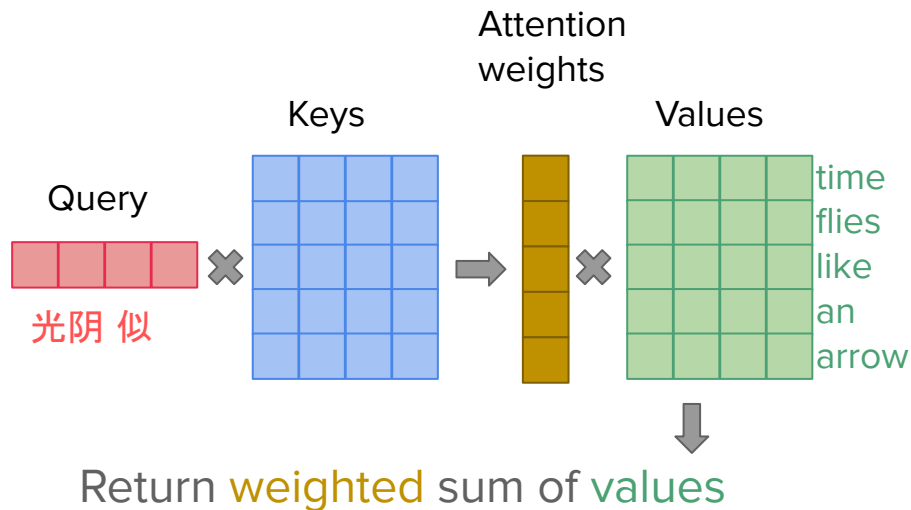 Attention
weights
Keys
Values
Query
光阴 似
time
flies
like
an
arrow
Return weighted sum of values